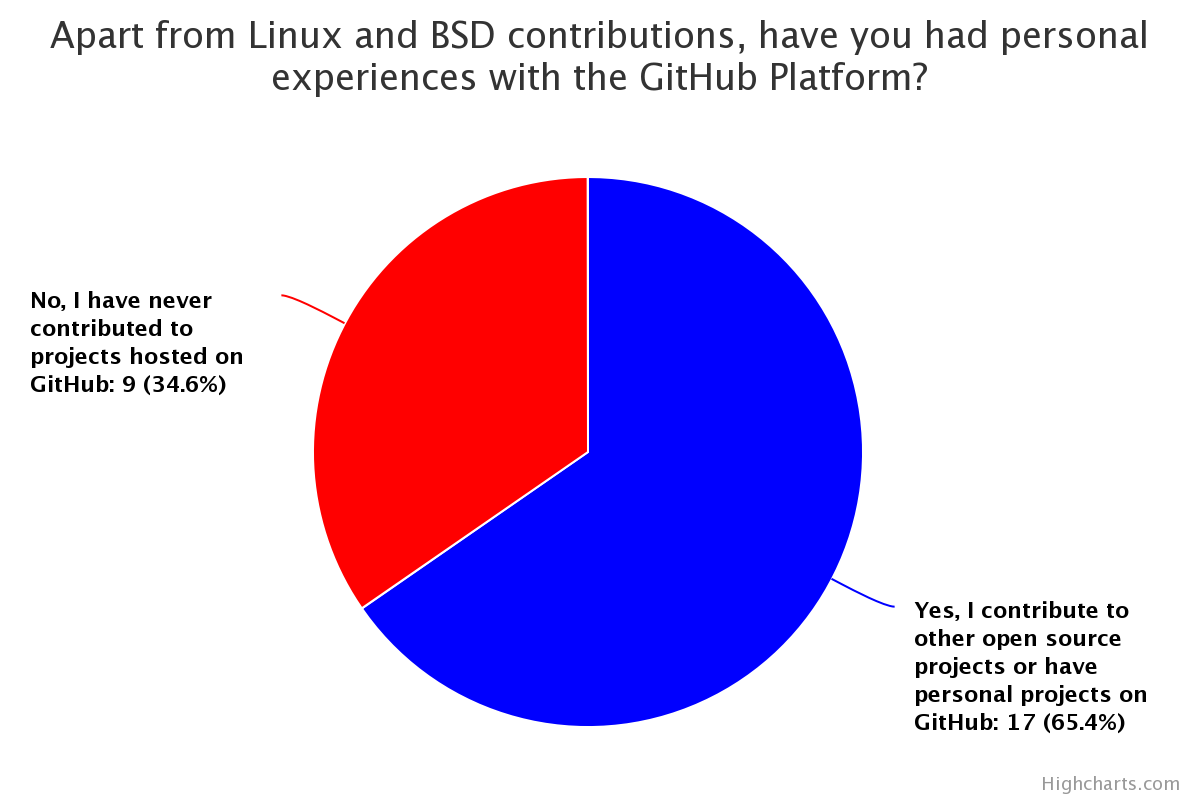 Apart from Linux and BSD contributions, have you had personal
experiences with the GitHub Platform?
No, I have never
contributed to
projects hosted on
GitHub: 9 (34.6%)
Yes, I contribute to
other open source
projects or have
personal projects on
GitHub: 17 (65.4%)
Highcharts.com